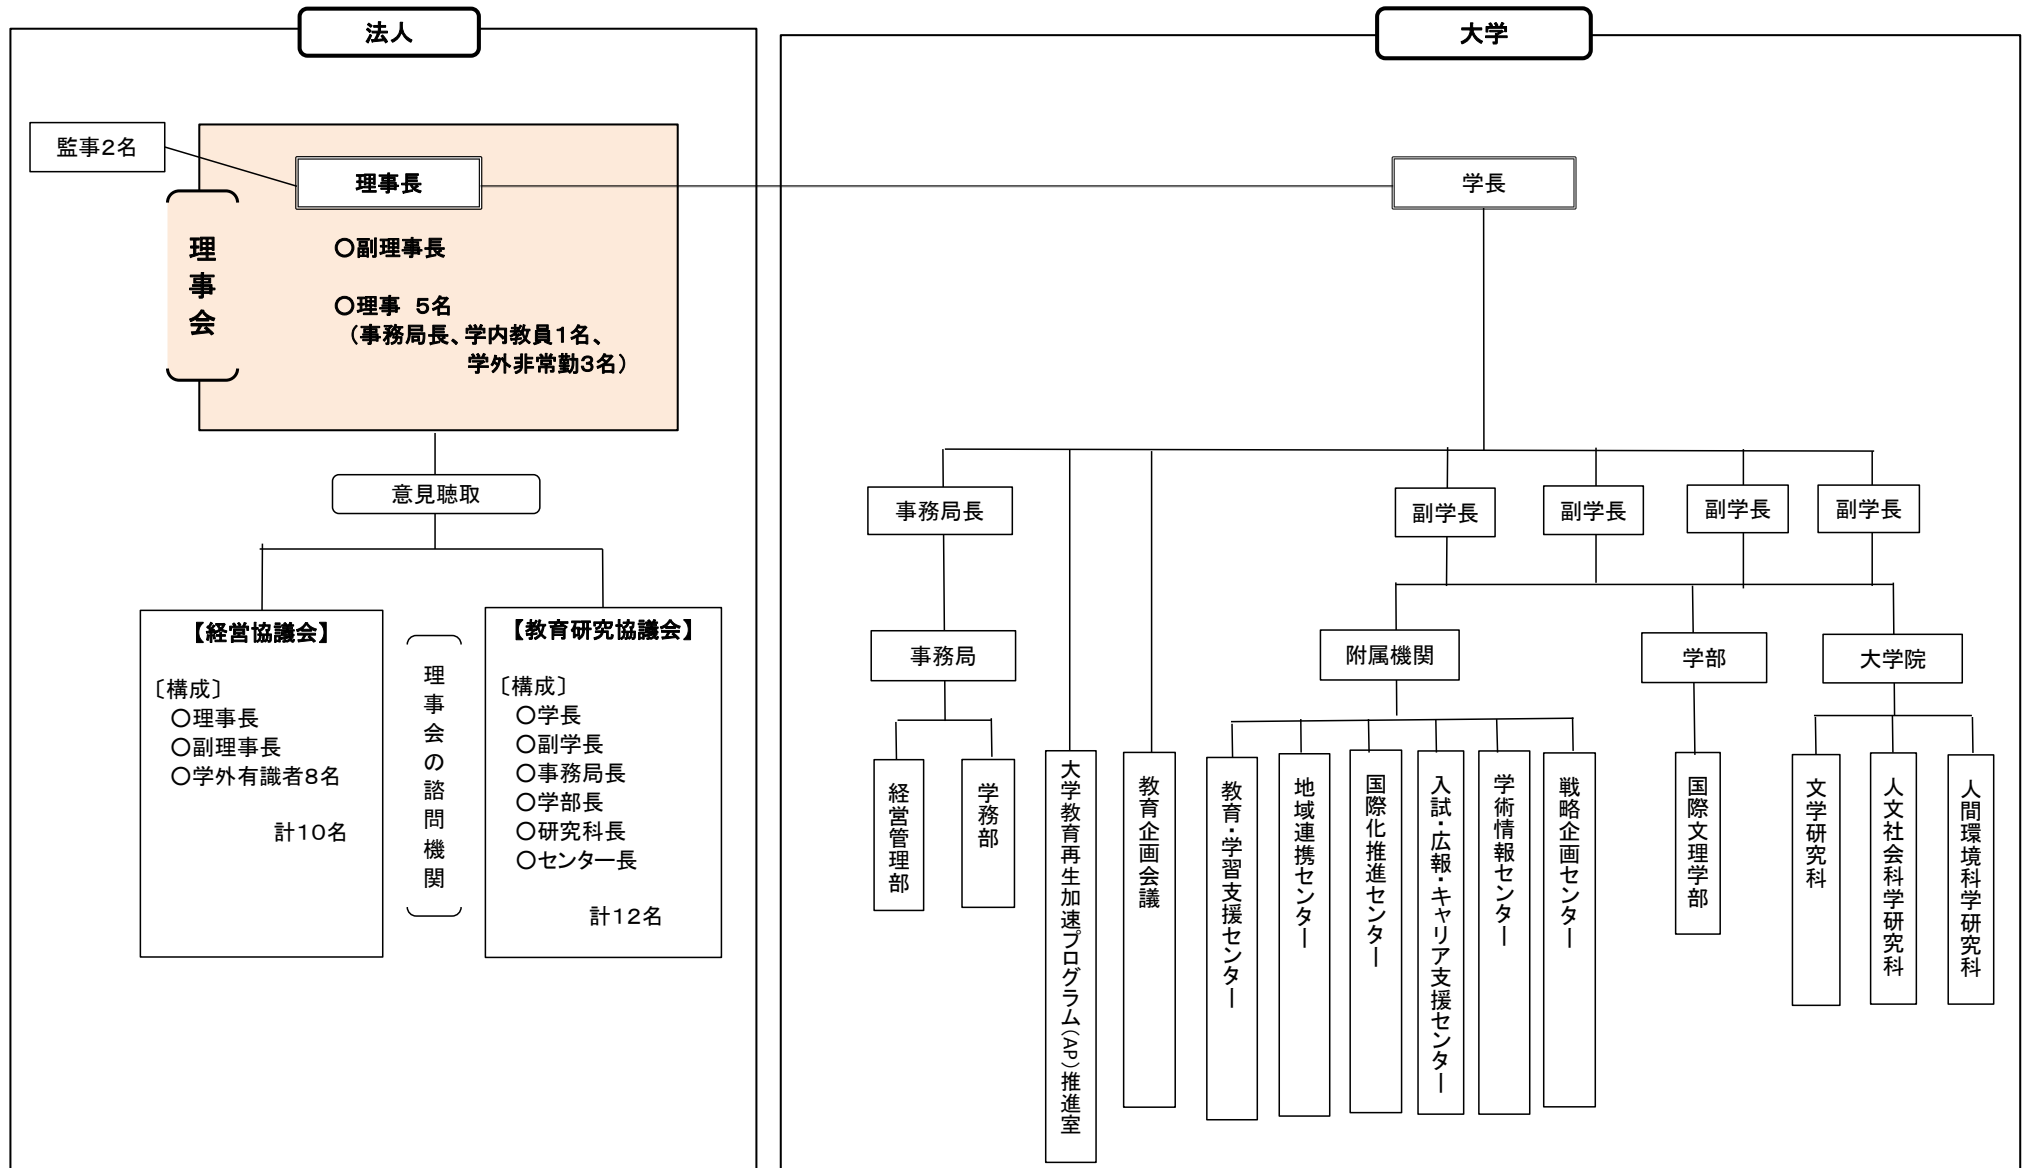 法人
監事2名
理事長
理事会
〇副理事長
〇理事 5名
(事務局長、学内教員1名、
学外非常勤3名)
意見聴取
【経営協議会】
〔構成〕
〇理事長
〇副理事長
〇学外有識者8名
計10名
理事会の諮問機関
【教育研究協議会】
〔構成〕
〇学長
〇副学長
〇事務局長
〇学部長
〇研究科長
〇センター長
計12名
大学
学長
事務局長
副学長
副学長
副学長
副学長
事務局
附属機関
学部
大学院
経営管理部
学務部
大学教育再生加速プログラム(AP)推進室
教育企画会議
教育・学習支援センター
地域連携センター
国際化推進センター
入試・広報・キャリア支援センター
学術情報センター
戦略企画センター
国際文理学部
文学研究科
人文社会科学研究科
人間環境科学研究科